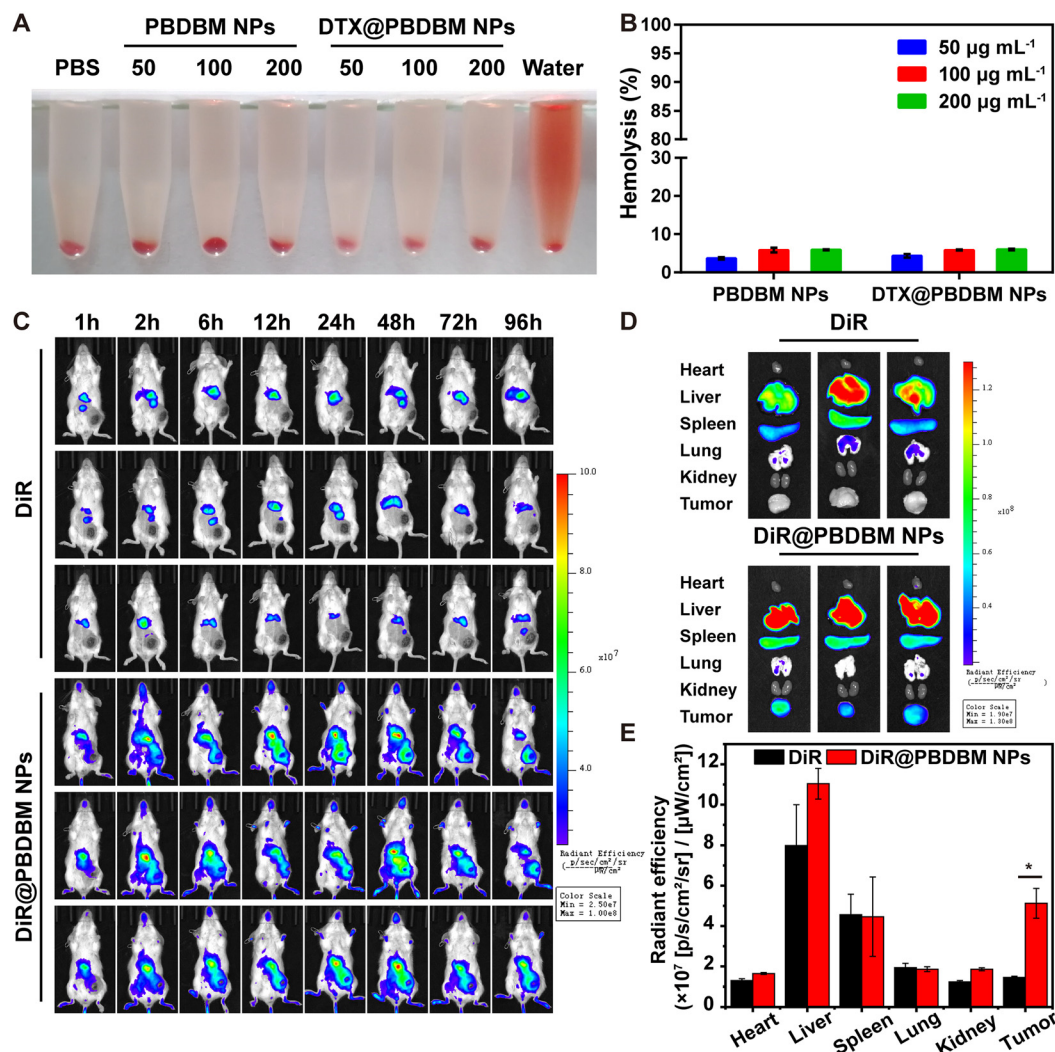 A
PBDBM NPs DTX@PBDBM NPs
PBS 50 100 200 50 100 200 Water
B
100
95
90
85
80
20
10
0
Hemolysis (%)
50 µg mL⁻¹
100 µg mL⁻¹
200 µg mL⁻¹
PBDBM NPs DTX@PBDBM NPs
C
1h 2h 6h 12h 24h 48h 72h 96h
DiR
DiR@PBDBM NPs
10.0
8.0
x10⁷
6.0
4.0
Radiant Efficiency
(p/sec/cm²/sr
µW/cm²)
Color Scale
Min = 2.50e7
Max = 1.00e8
D
DiR
Heart
Liver
Spleen
Lung
Kidney
Tumor
DiR@PBDBM NPs
Heart
Liver
Spleen
Lung
Kidney
Tumor
1.2
1.0
x10⁸
0.8
0.6
0.4
Radiant Efficiency
(p/sec/cm²/sr
µW/cm²)
Color Scale
Min = 1.90e7
Max = 1.30e8
E
DiR DiR@PBDBM NPs
Radiant efficiency
(×10⁷ [p/s/cm²/sr] / [µW/cm²])
12
10
8
6
4
2
0
*
Heart Liver Spleen Lung Kidney Tumor